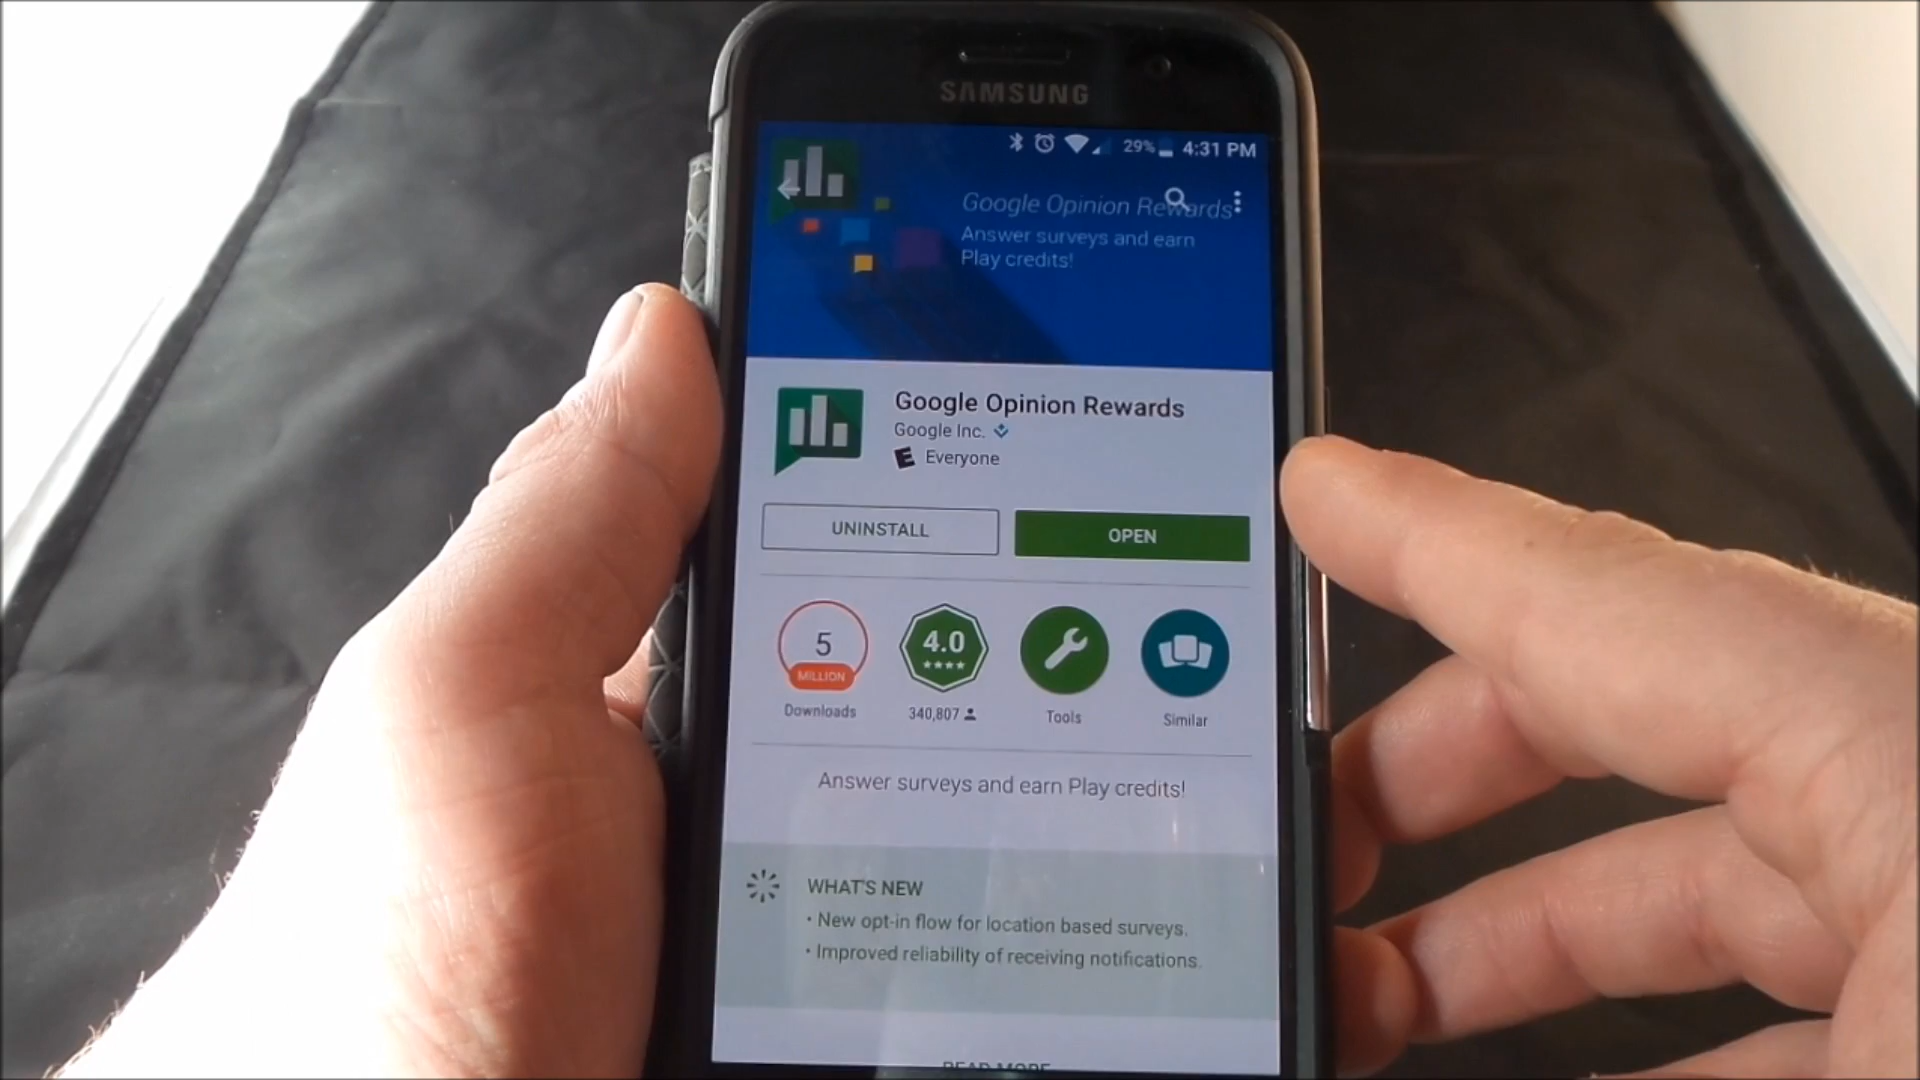 SAMSUNG
29% 4:31 PM
Google Opinion Rewards
Answer surveys and earn
Play credits!
Google Opinion Rewards
Google Inc.
E Everyone
UNINSTALL
OPEN
5
MILLION
Downloads
4.0
340,807
Tools
Similar
Answer surveys and earn Play credits!
WHAT'S NEW
• New opt-in flow for location based surveys.
• Improved reliability of receiving notifications.
READ MORE